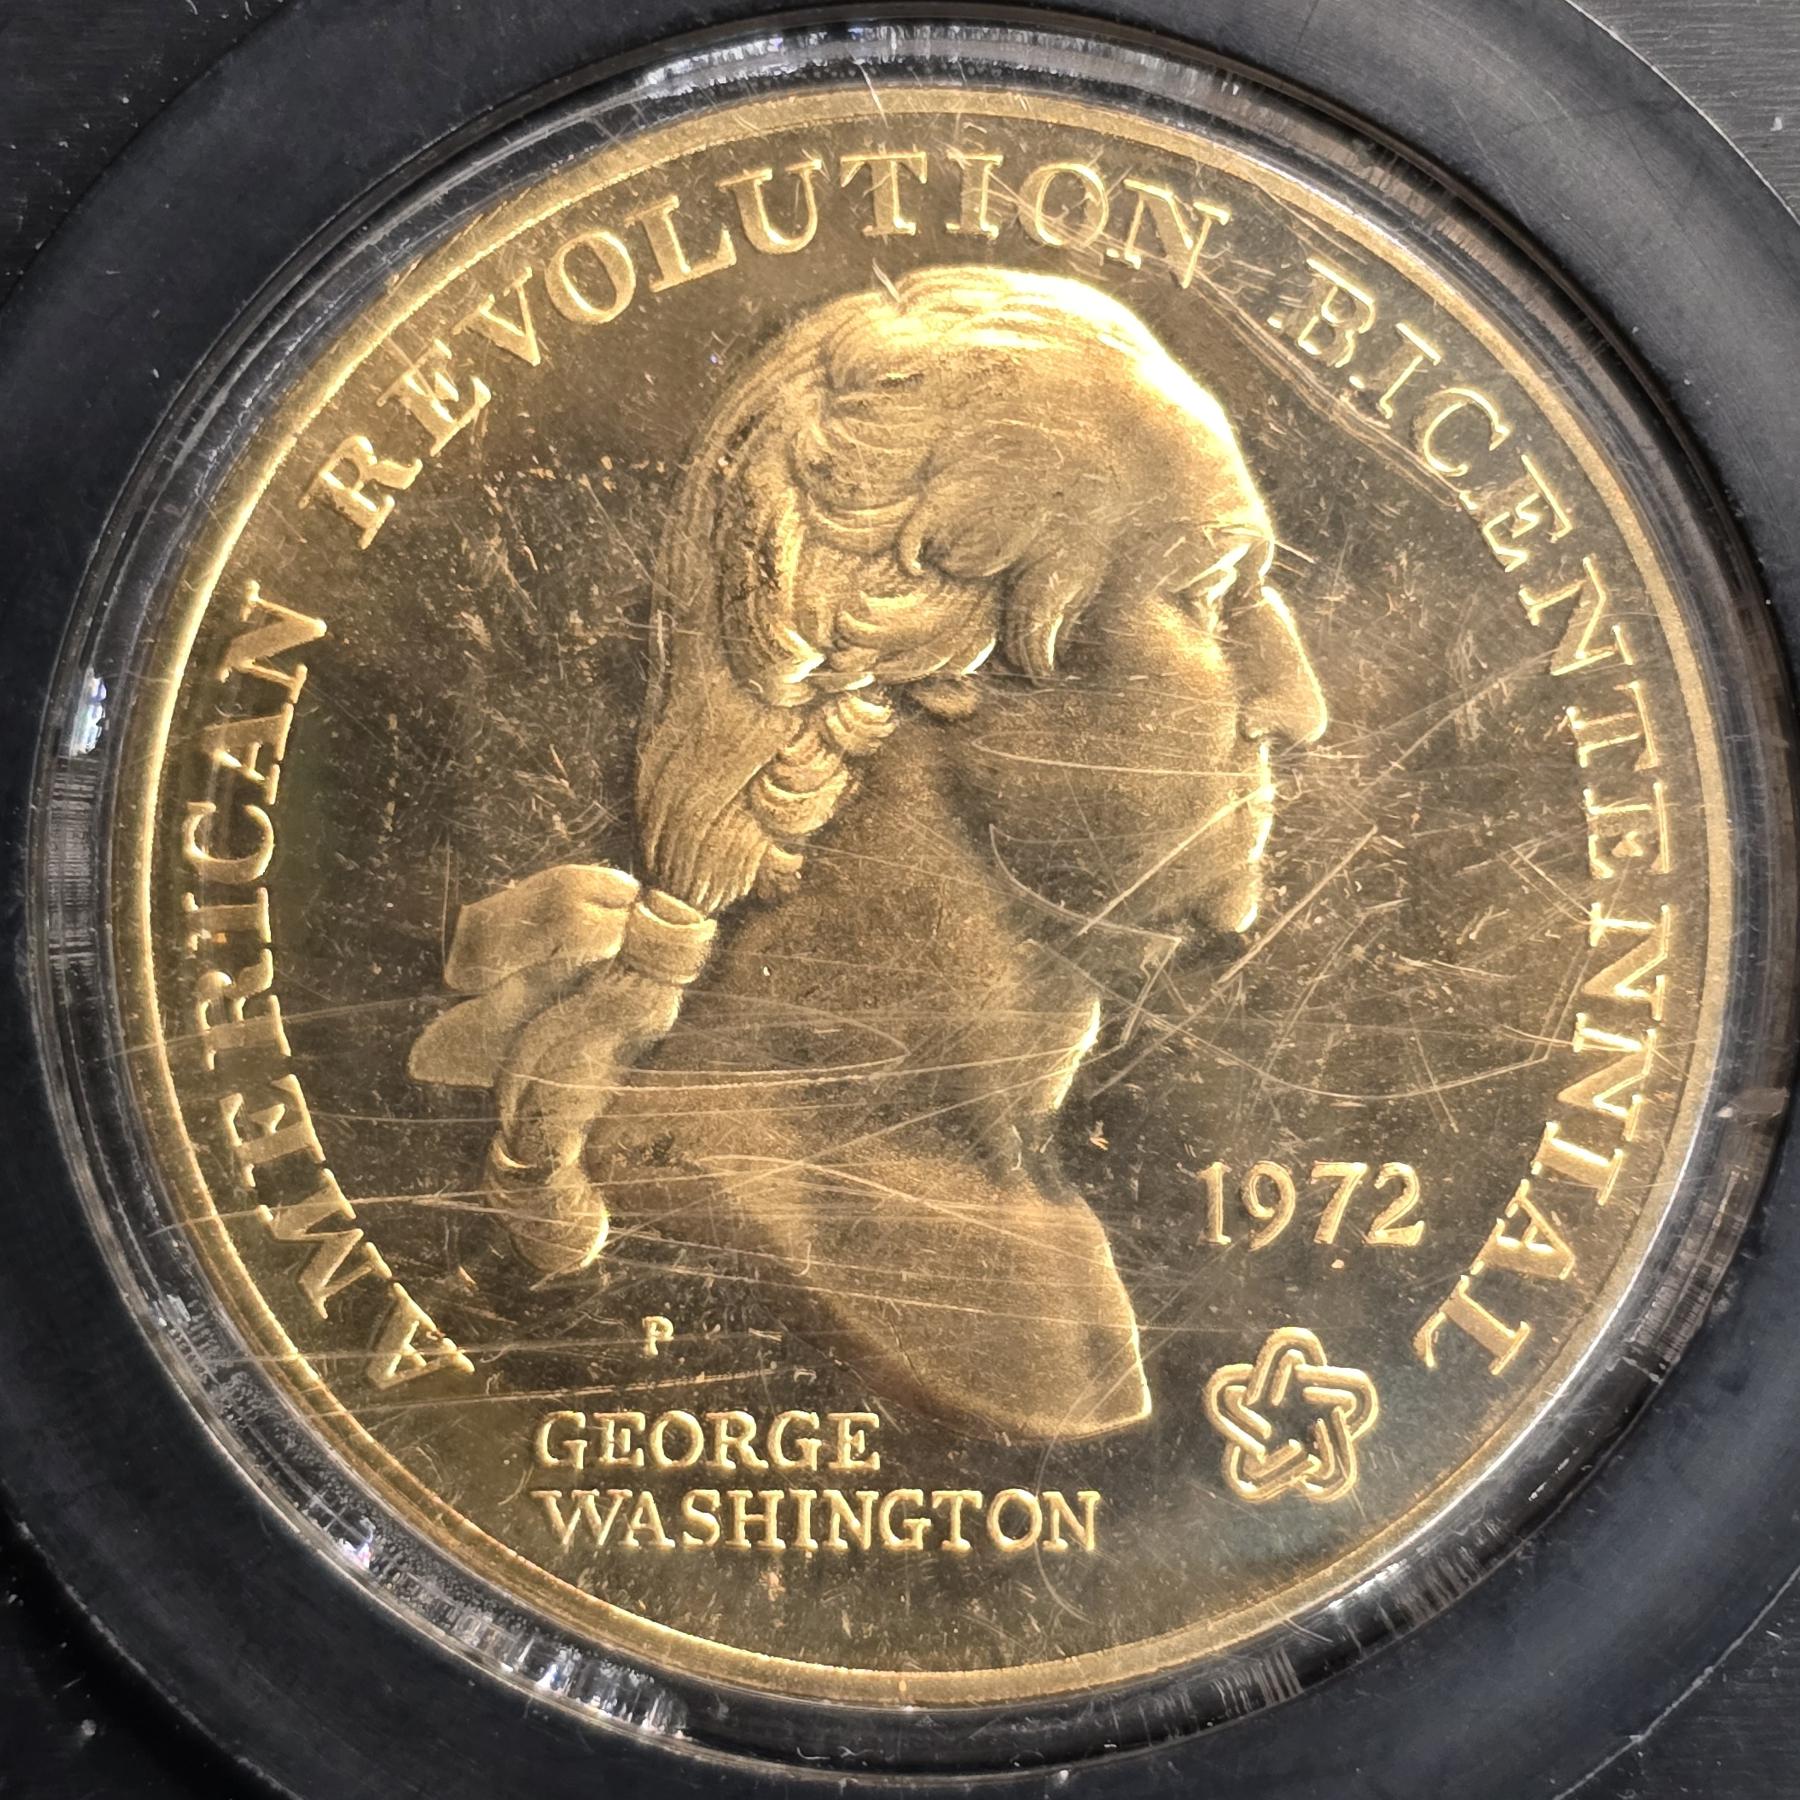 AMERICAN REVOLUTION BICENTENNIAL
1972
P
GEORGE
WASHINGTON